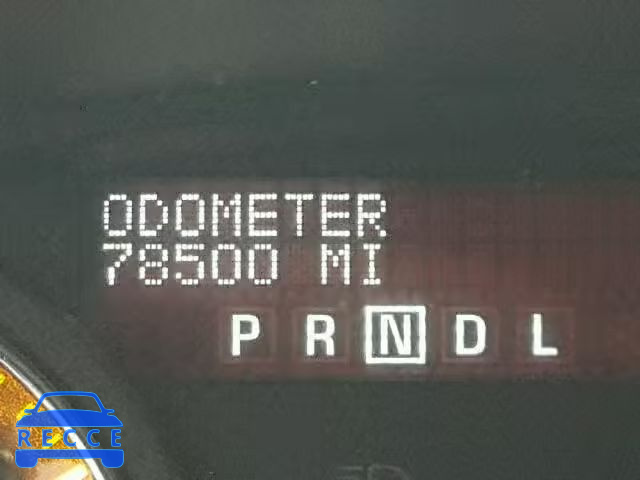 ODOMETER
78500 MI
P R N D L
RECCE